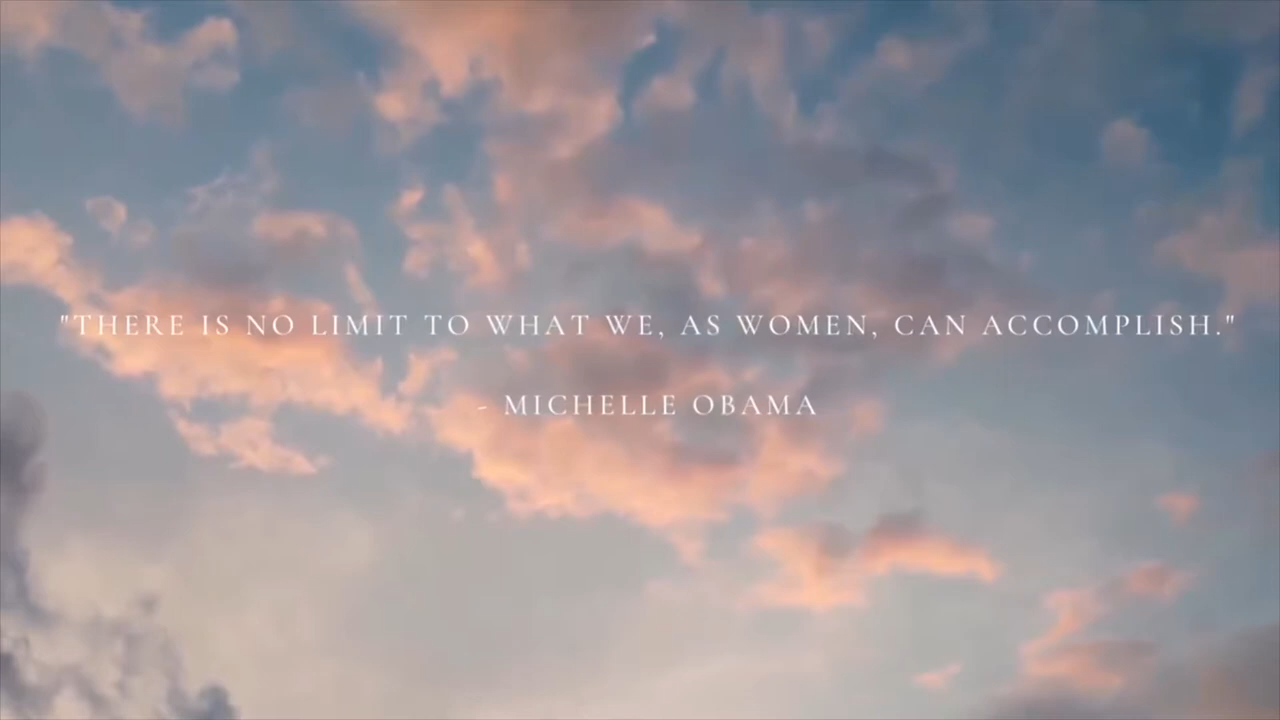 "THERE IS NO LIMIT TO WHAT WE, AS WOMEN, CAN ACCOMPLISH."
- MICHELLE OBAMA